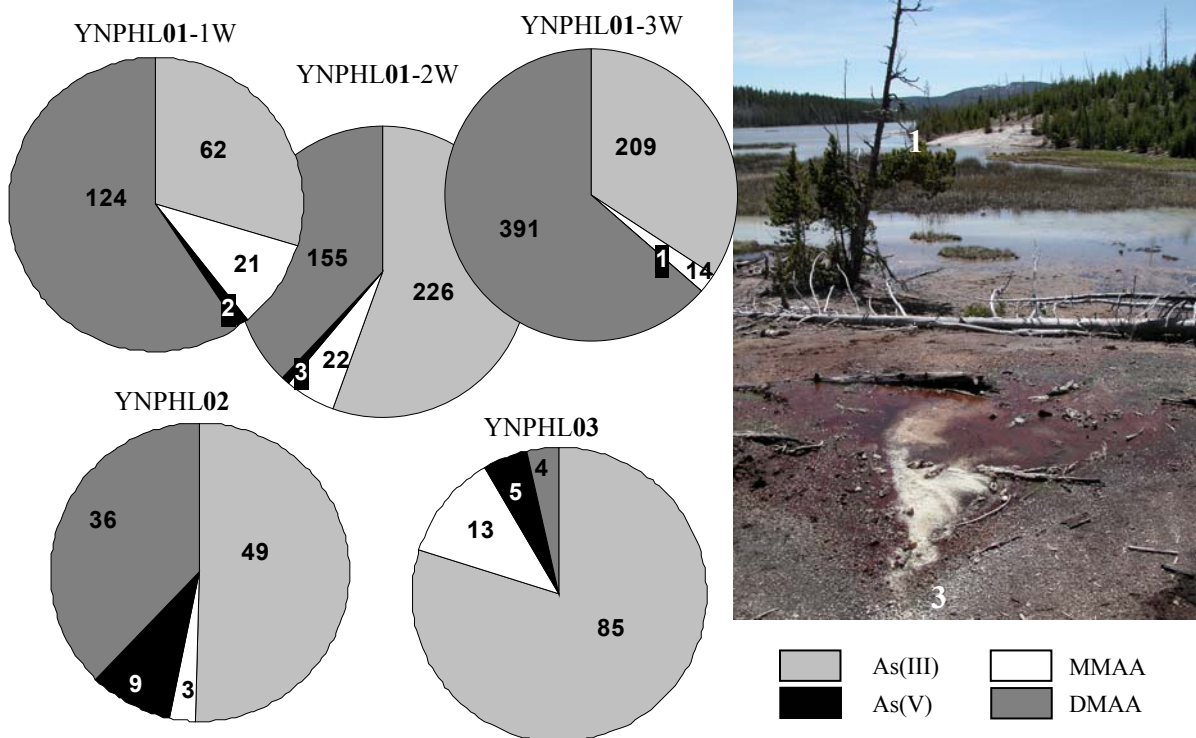 YNPHL01-1W
62
21
2
124
YNPHL01-2W
226
22
3
155
YNPHL01-3W
209
14
1
391
YNPHL02
49
3
9
36
YNPHL03
85
13
5
4
1
3
As(III)
MMAA
As(V)
DMAA